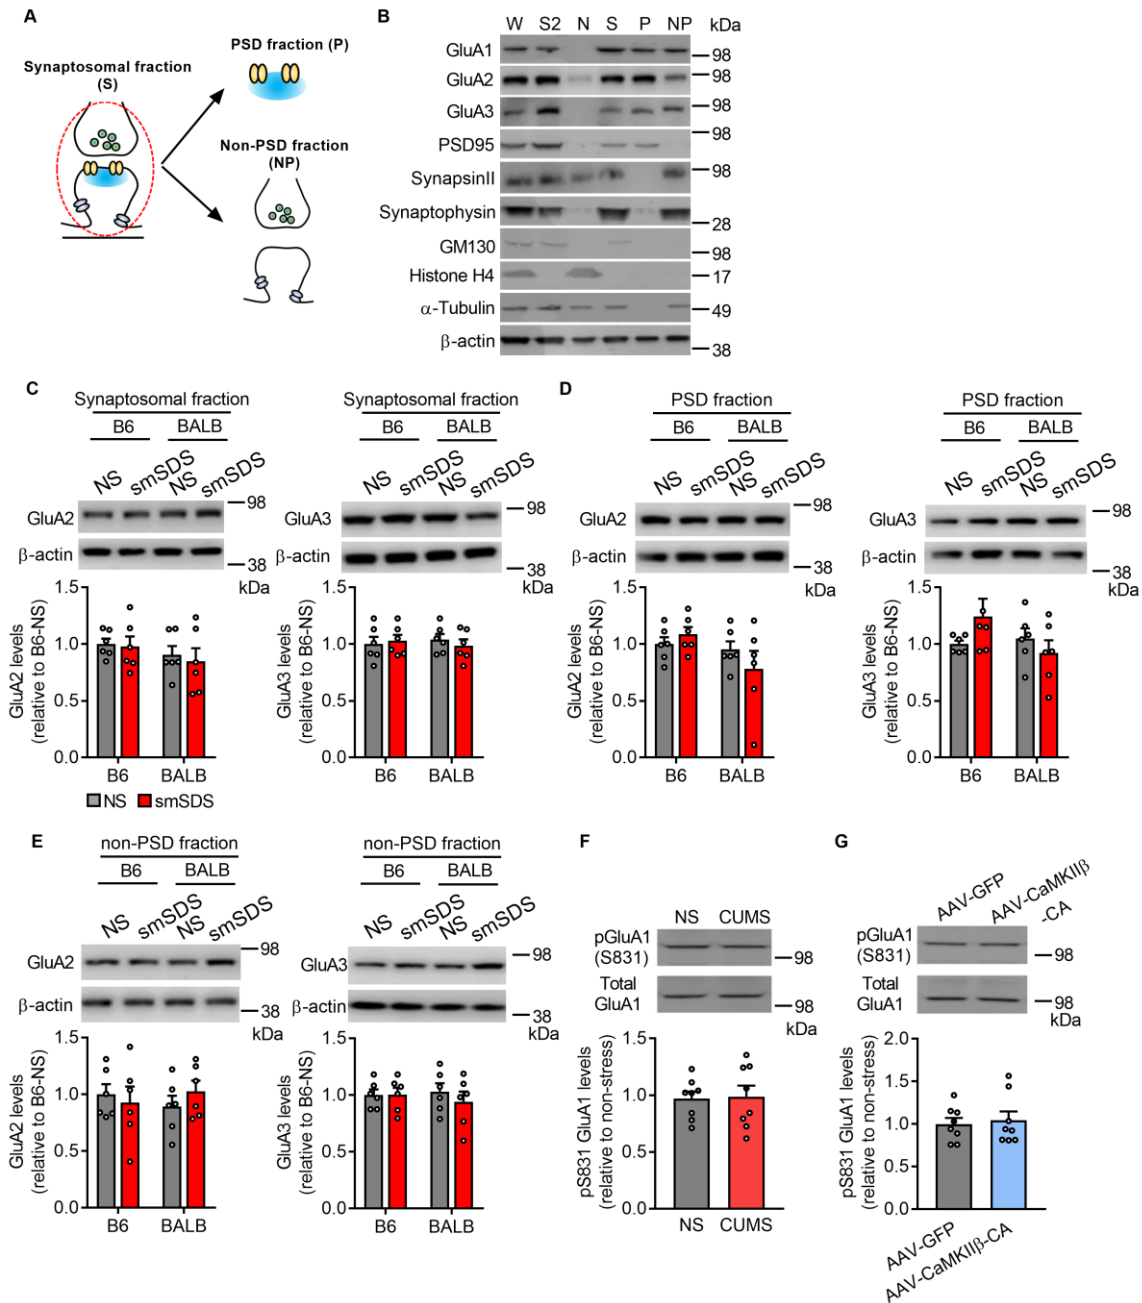 A
Synaptosomal fraction
(S)
PSD fraction (P)
Non-PSD fraction
(NP)
B
W S2 N S P NP kDa
GluA1
98
GluA2
98
GluA3
98
PSD95
98
SynapsinII
98
Synaptophysin
28
GM130
98
Histone H4
17
α-Tubulin
49
β-actin
38
C
Synaptosomal fraction
B6 BALB
NS smSDS NS smSDS
98
GluA2
β-actin
38
kDa
GluA2 levels
(relative to B6-NS)
1.5
1.0
0.5
0.0
B6 BALB
NS smSDS
Synaptosomal fraction
B6 BALB
NS smSDS NS smSDS
98
GluA3
β-actin
38
kDa
GluA3 levels
(relative to B6-NS)
1.5
1.0
0.5
0.0
B6 BALB
D
PSD fraction
B6 BALB
NS smSDS NS smSDS
98
GluA2
β-actin
38
kDa
GluA2 levels
(relative to B6-NS)
1.5
1.0
0.5
0.0
B6 BALB
PSD fraction
B6 BALB
NS smSDS NS smSDS
98
GluA3
β-actin
38
kDa
GluA3 levels
(relative to B6-NS)
1.5
1.0
0.5
0.0
B6 BALB
E
non-PSD fraction
B6 BALB
NS smSDS NS smSDS
98
GluA2
β-actin
38
kDa
GluA2 levels
(relative to B6-NS)
1.5
1.0
0.5
0.0
B6 BALB
non-PSD fraction
B6 BALB
NS smSDS NS smSDS
98
GluA3
β-actin
38
kDa
GluA3 levels
(relative to B6-NS)
1.5
1.0
0.5
0.0
B6 BALB
F
NS CUMS
pGluA1
(S831)
98
Total
GluA1
98
kDa
pS831 GluA1 levels
(relative to non-stress)
1.5
1.0
0.5
0.0
NS CUMS
G
AAV-GFP
AAV-CaMKIIβ
-CA
pGluA1
(S831)
98
Total
GluA1
98
kDa
pS831 GluA1 levels
(relative to non-stress)
2.0
1.5
1.0
0.5
0.0
AAV-GFP
AAV-CaMKIIβ-CA